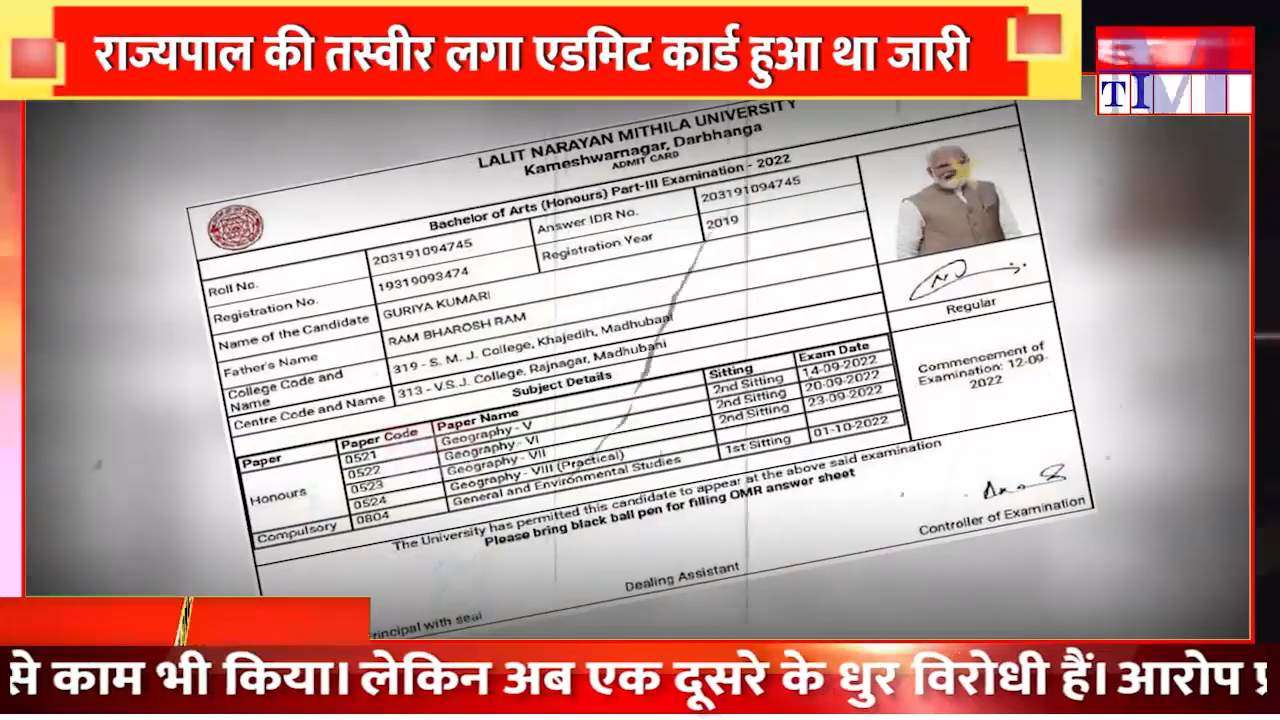 राज्यपाल की तस्वीर लगा एडमिट कार्ड हुआ था जारी
TIMI
LALIT NARAYAN MITHILA UNIVERSITY
Kameshwarnagar, Darbhanga
ADMIT CARD
Bachelor of Arts (Honours) Part-III Examination - 2022
Roll No. 203191094745 Answer IDR No. 203191094745
Registration No. 19319093474 Registration Year 2019
Name of the Candidate GURIYA KUMARI
Father's Name RAM BHAROSH RAM
College Code and Name 319 - S. M. J. College, Khajedih, Madhubani
Centre Code and Name 313 - V.S.J. College, Rajnagar, Madhubani
Regular
Commencement of
Examination: 12-09-
2022
Subject Details
Paper Paper Code Paper Name Sitting Exam Date
Honours 0521 Geography - V 2nd Sitting 14-09-2022
0522 Geography - VI 2nd Sitting 20-09-2022
0523 Geography - VII 2nd Sitting 23-09-2022
0524 Geography - VIII (Practical)
Compulsory 0804 General and Environmental Studies 1st Sitting 01-10-2022
The University has permitted this candidate to appear at the above said examination
Please bring black ball pen for filling OMR answer sheet
rincipal with seal Dealing Assistant Controller of Examination
से काम भी किया। लेकिन अब एक दूसरे के धुर विरोधी हैं। आरोप प्र